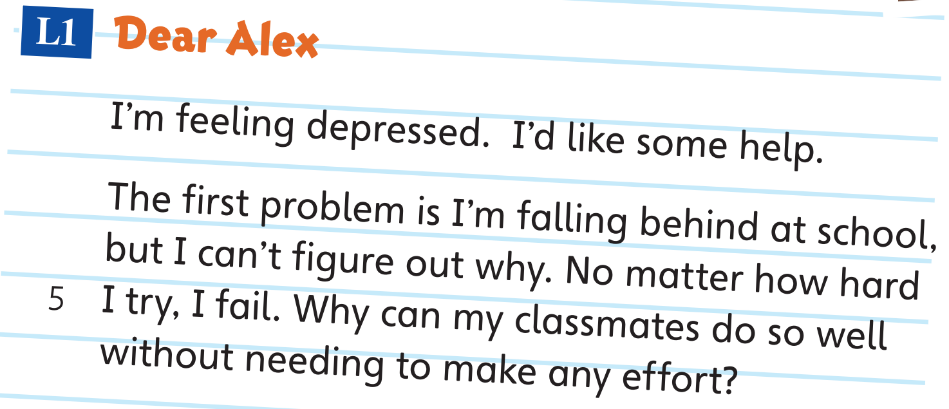 L1 Dear Alex
I'm feeling depressed. I'd like some help.
The first problem is I'm falling behind at school,
but I can't figure out why. No matter how hard
5 I try, I fail. Why can my classmates do so well
without needing to make any effort?